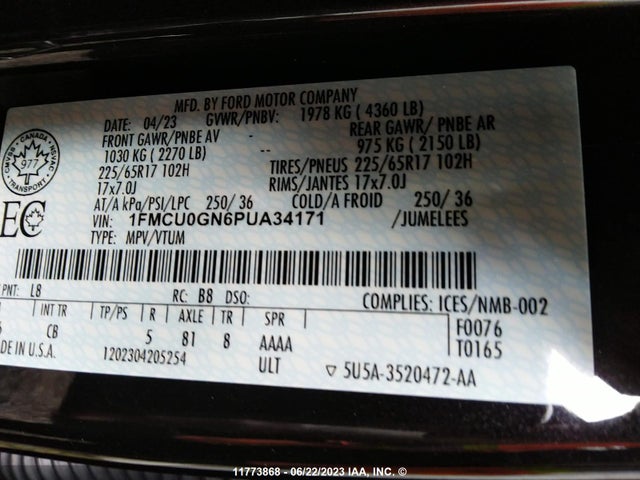 MFD. BY FORD MOTOR COMPANY
DATE: 04/23 GVWR/PNBV: 1978 KG ( 4360 LB)
FRONT GAWR/PNBE AV -- REAR GAWR/ PNBE AR
1030 KG ( 2270 LB) 975 KG ( 2150 LB)
225/65R17 102H -- TIRES/PNEUS 225/65R17 102H
17x7.0J RIMS/JANTES 17x7.0J
AT/A kPa/PSI/LPC 250/ 36 COLD/A FROID 250/ 36
VIN: 1FMCU0GN6PUA34171 /JUMELEES
TYPE: MPV/VTUM
CMVSS CANADA NSVAC
977
TRANSPORT
EC
PNT: L8 RC: B8 DSO: COMPLIES: ICES/NMB-002
INT TR TP/PS R AXLE TR SPR F0076
CB 5 81 8 AAAA T0165
DE IN U.S.A. 1202304205254 ULT ▽ 5U5A-3520472-AA
11773868 - 06/22/2023 IAA, INC. ©